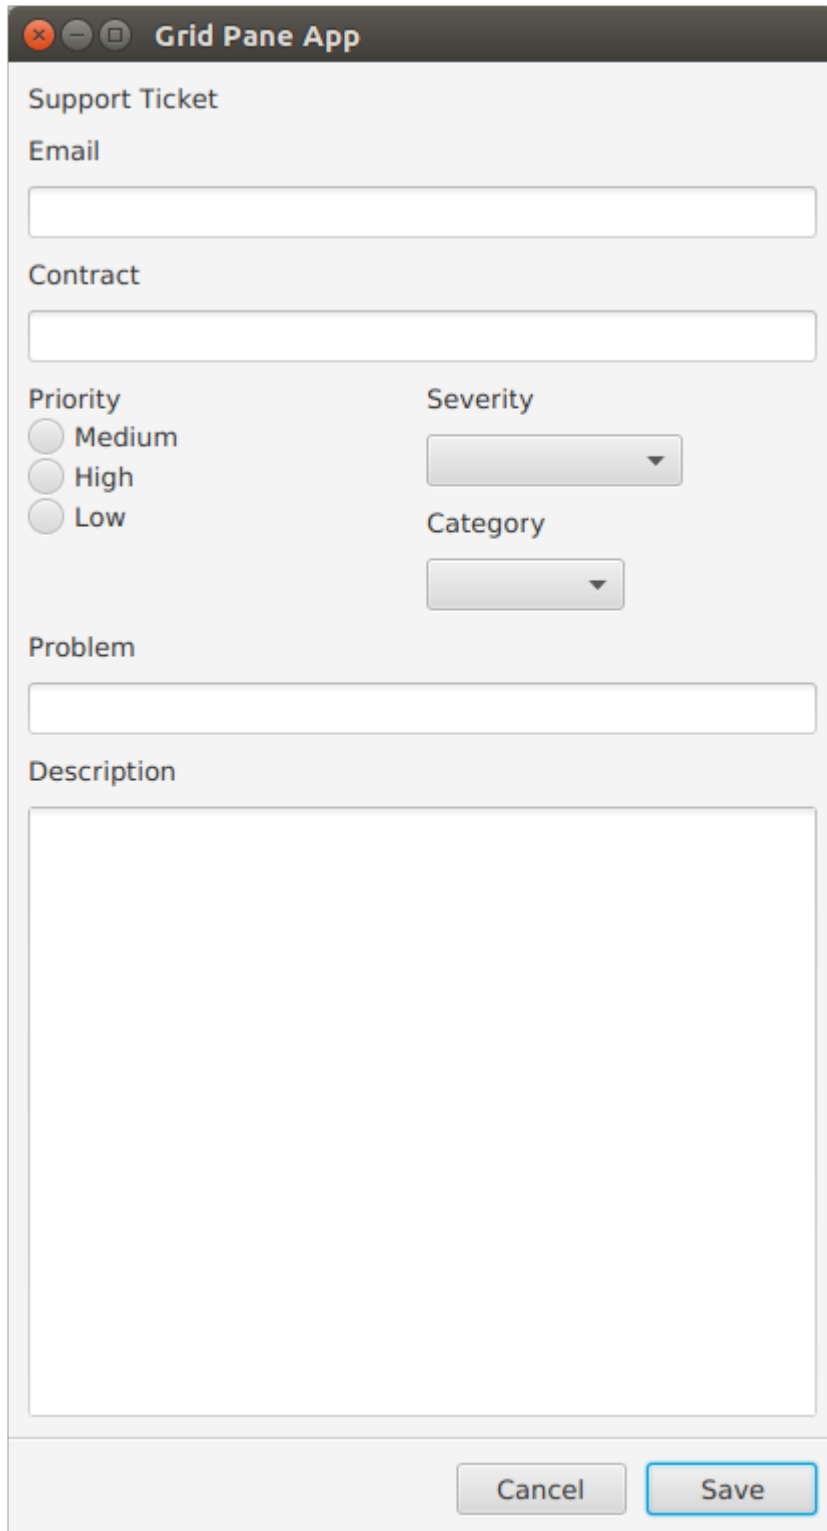 Grid Pane App
Support Ticket
Email
Contract
Priority
Medium
High
Low
Severity
Category
Problem
Description
Cancel
Save